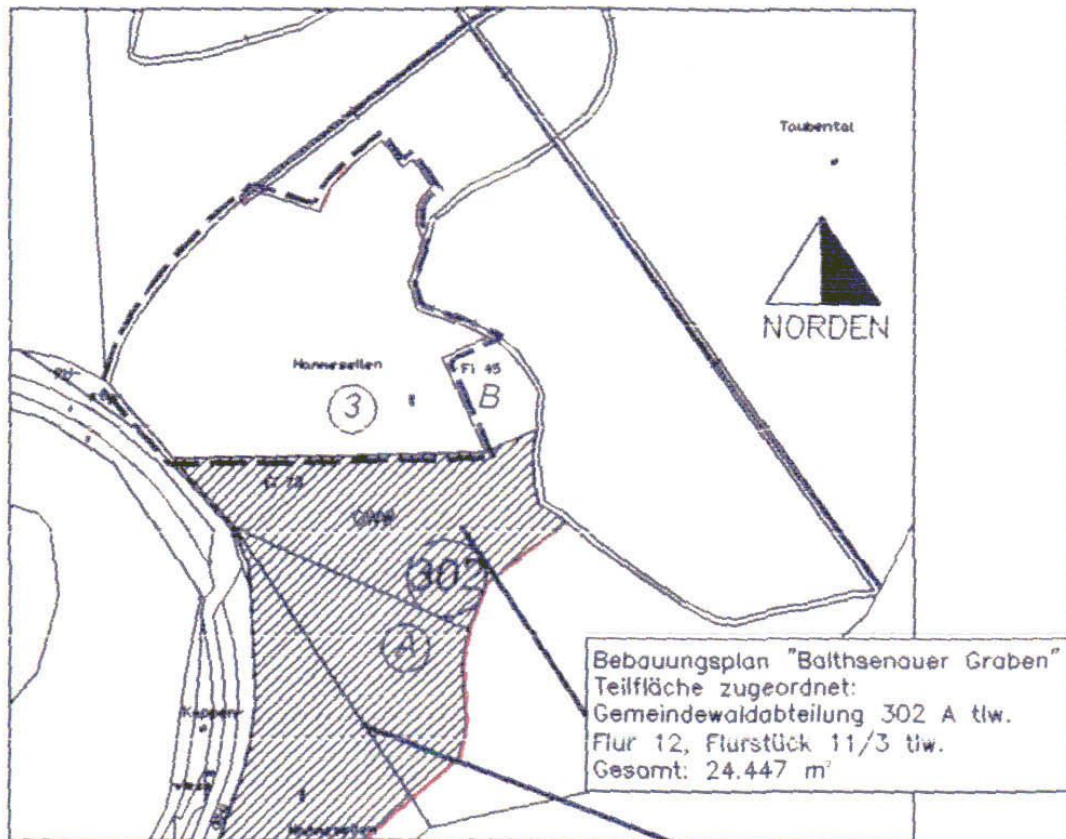 Taubental
NORDEN
Hannesellen
3
Fi 45
B
302
A
Bebauungsplan "Balthsenauer Graben"
Teilfläche zugeordnet:
Gemeindewaldabteilung 302 A tlw.
Flur 12, Flurstück 11/3 tlw.
Gesamt: 24.447 m²